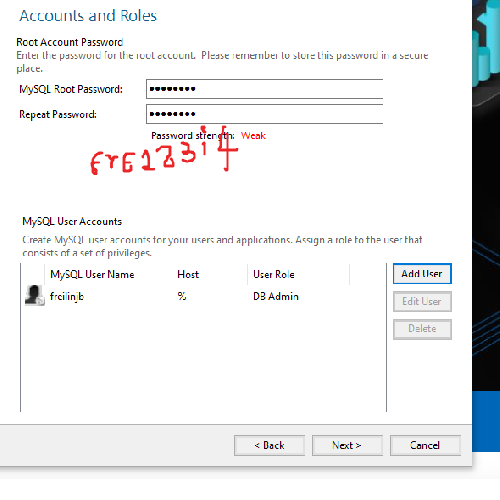 Accounts and Roles
Root Account Password
Enter the password for the root account. Please remember to store this password in a secure
place.
MySQL Root Password: ••••••••
Repeat Password: ••••••••
Password strength: Weak
MySQL User Accounts
Create MySQL user accounts for your users and applications. Assign a role to the user that
consists of a set of privileges.
MySQL User Name Host User Role
freilinjb % DB Admin
Add User
Edit User
Delete
< Back Next > Cancel